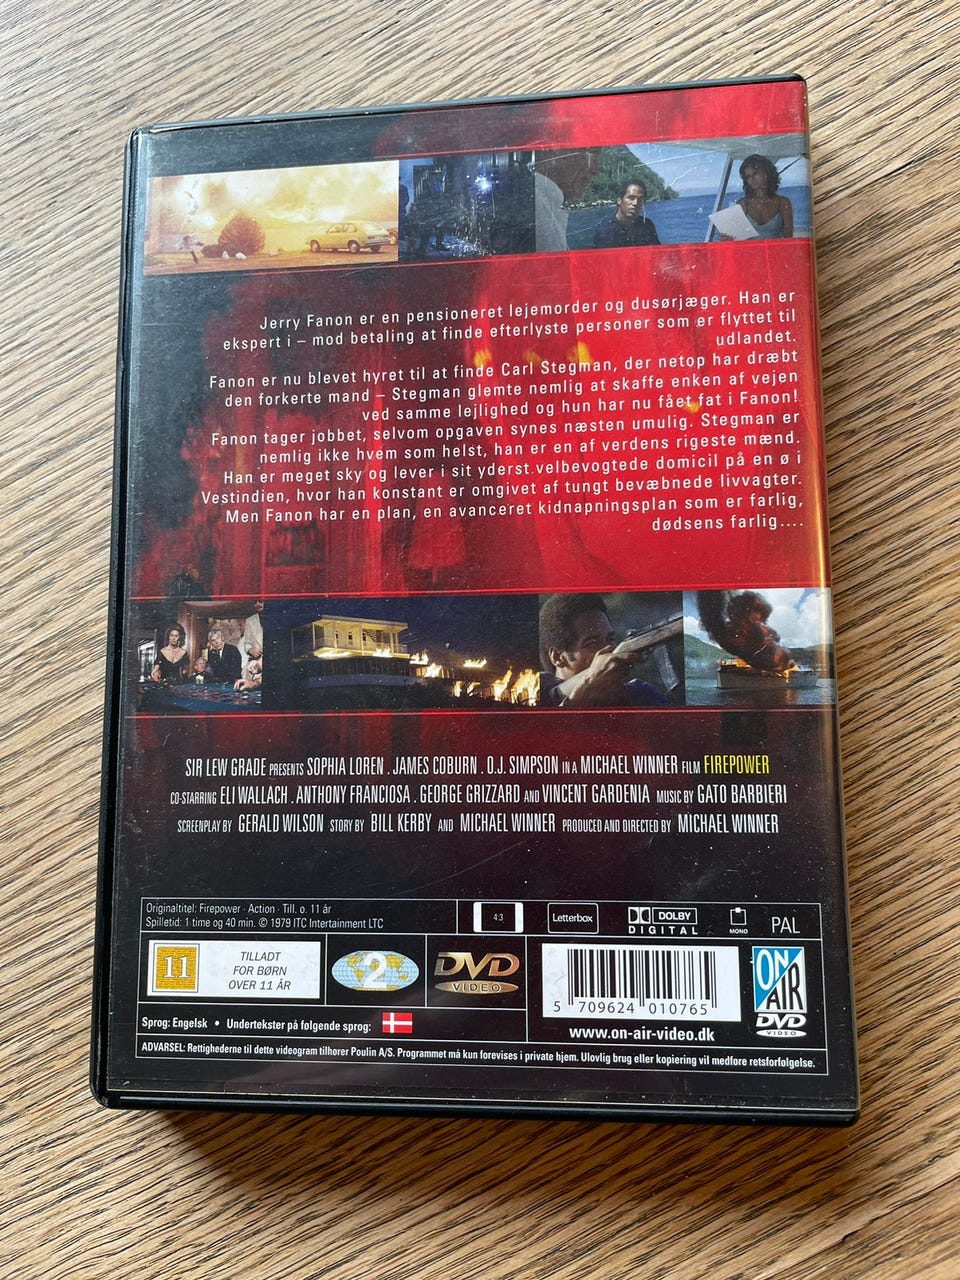 Jerry Fanon er en pensioneret lejemorder og dusørjæger. Han er
ekspert i – mod betaling at finde efterlyste personer som er flyttet til
udlandet.
Fanon er nu blevet hyret til at finde Carl Stegman, der netop har dræbt
den forkerte mand – Stegman glemte nemlig at skaffe enken af vejen
ved samme lejlighed og hun har nu fået fat i Fanon!
Fanon tager jobbet, selvom opgaven synes næsten umulig. Stegman er
nemlig ikke hvem som helst, han er en af verdens rigeste mænd.
Han er meget sky og lever i sit yderst velbevogtede domicil på en ø i
Vestindien, hvor han konstant er omgivet af tungt bevæbnede livvagter.
Men Fanon har en plan, en avanceret kidnapningsplan som er farlig,
dødsens farlig....
SIR LEW GRADE PRESENTS SOPHIA LOREN . JAMES COBURN . O.J. SIMPSON IN A MICHAEL WINNER FILM FIREPOWER
CO-STARRING ELI WALLACH . ANTHONY FRANCIOSA . GEORGE GRIZZARD AND VINCENT GARDENIA MUSIC BY GATO BARBIERI
SCREENPLAY BY GERALD WILSON STORY BY BILL KERBY AND MICHAEL WINNER PRODUCED AND DIRECTED BY MICHAEL WINNER
Originaltitel: Firepower · Action · Till. o. 11 år
Spilletid: 1 time og 40 min. © 1979 ITC Intertainment LTC
4:3
Letterbox
DOLBY
DIGITAL
MONO
PAL
11
TILLADT
FOR BØRN
OVER 11 ÅR
2
DVD
VIDEO
5 709624 010765
www.on-air-video.dk
ON
AIR
DVD
VIDEO
Sprog: Engelsk • Undertekster på følgende sprog:
ADVARSEL: Rettighederne til dette videogram tilhorer Poulin A/S. Programmet må kun forevises i private hjem. Ulovlig brug eller kopiering vil medføre retsforfølgelse.